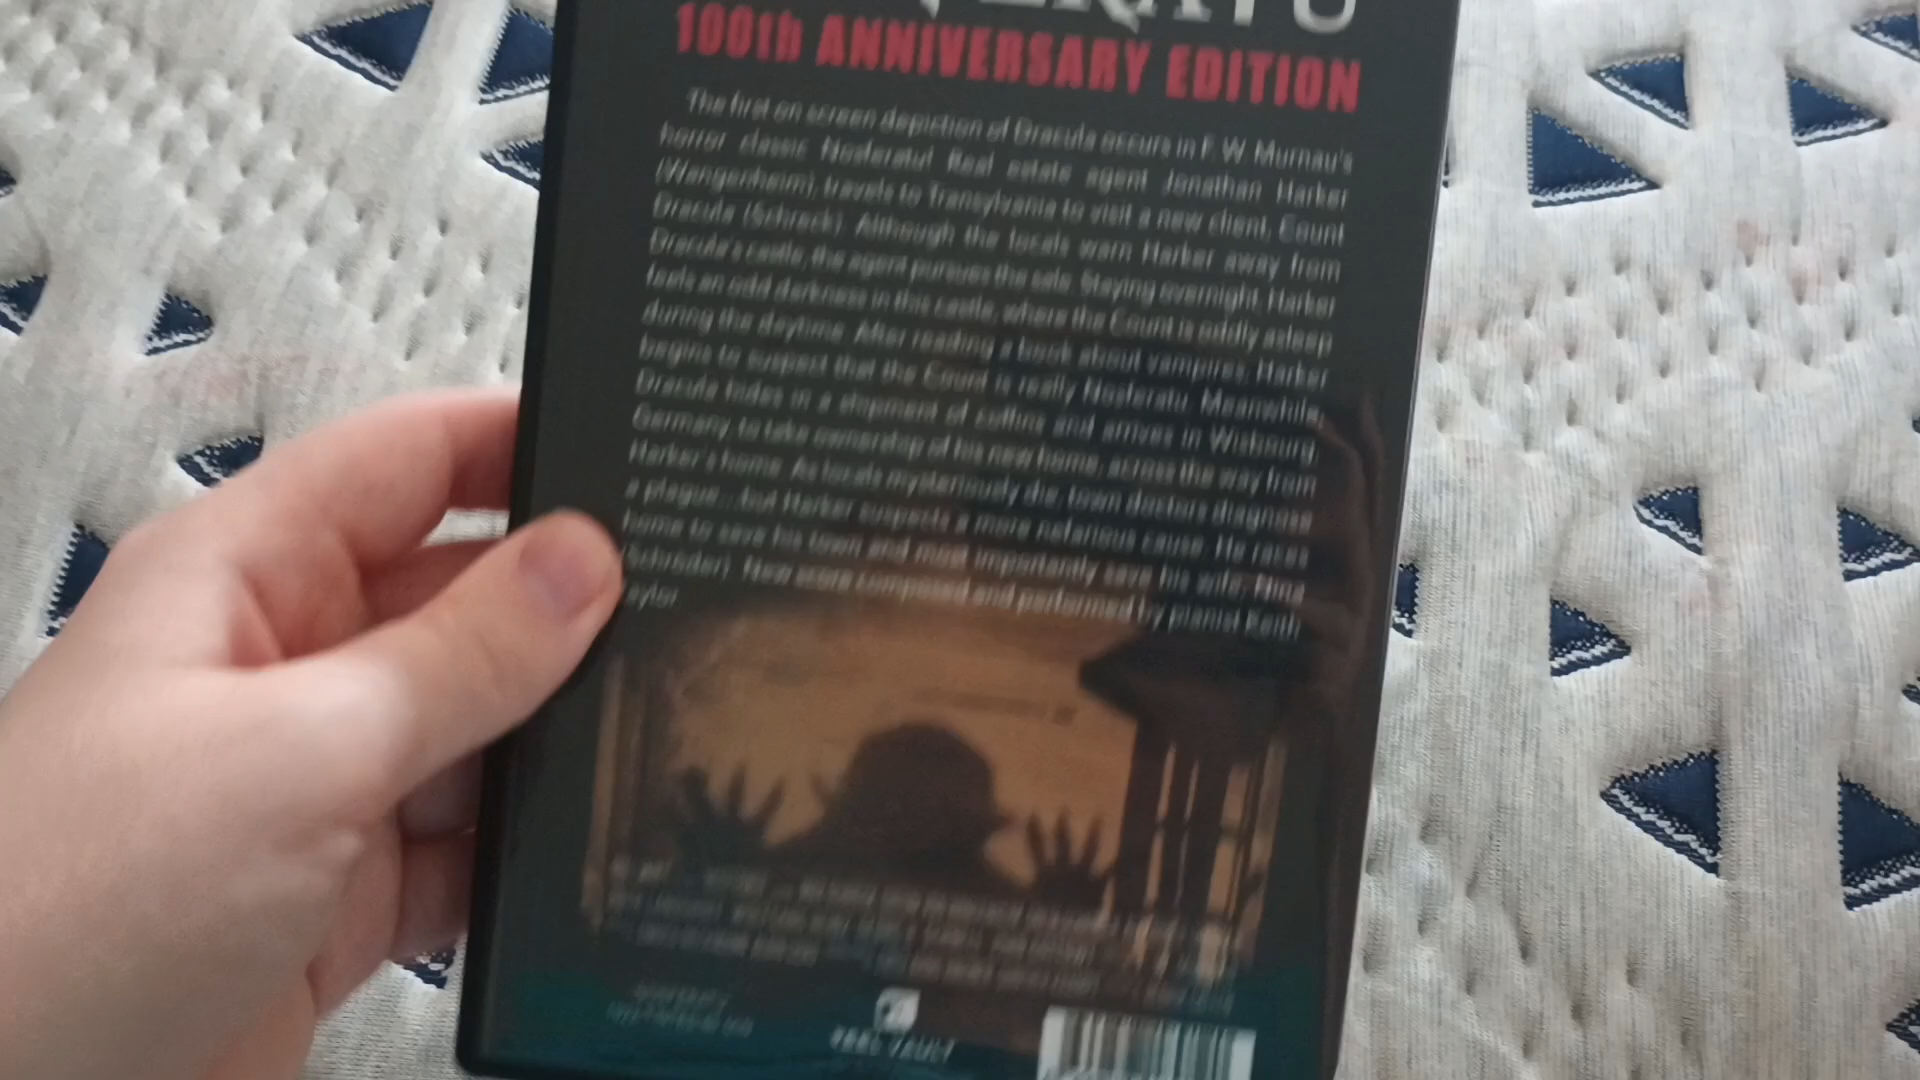 100th ANNIVERSARY EDITION
The first on screen depiction of Dracula occurs in F. W. Murnau's
horror classic Nosferatu! Real estate agent Jonathan Harker
(Wangenheim), travels to Transylvania to visit a new client, Count
Dracula (Schreck). Although the locals warn Harker away from
Dracula's castle, the agent pursues the sale. Staying overnight, Harker
feels an odd darkness in this castle, where the Count is oddly asleep
during the daytime. After reading a book about vampires, Harker
begins to suspect that the Count is really Nosferatu. Meanwhile,
Dracula hides in a shipment of coffins and arrives in Wisbourg,
Germany to take ownership of his new home, across the way from
Harker's home. As locals mysteriously die, town doctors diagnose
a plague...but Harker suspects a more nefarious cause. He races
home to save his town and most importantly save his wife, Nina
(Schroder). New score composed and performed by pianist Keith
aylor
REEL VAULT